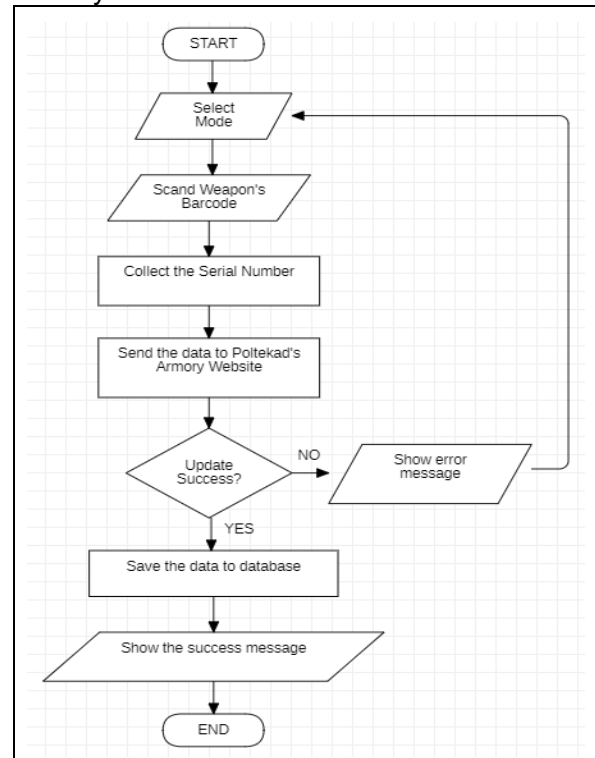 START
Select
Mode
Scand Weapon's
Barcode
Collect the Serial Number
Send the data to Poltekad's
Armory Website
Update
Success?
NO
Show error
message
YES
Save the data to database
Show the success message
END